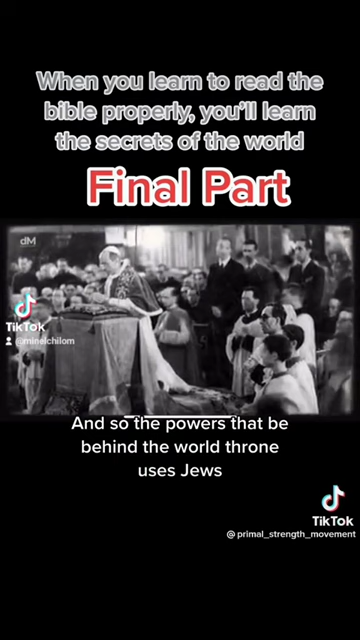 When you learn to read the
bible properly, you'll learn
the secrets of the world
Final Part
dM
TikTok
@minelchilom
And so the powers that be
behind the world throne
uses Jews
TikTok
@primal_strength_movement